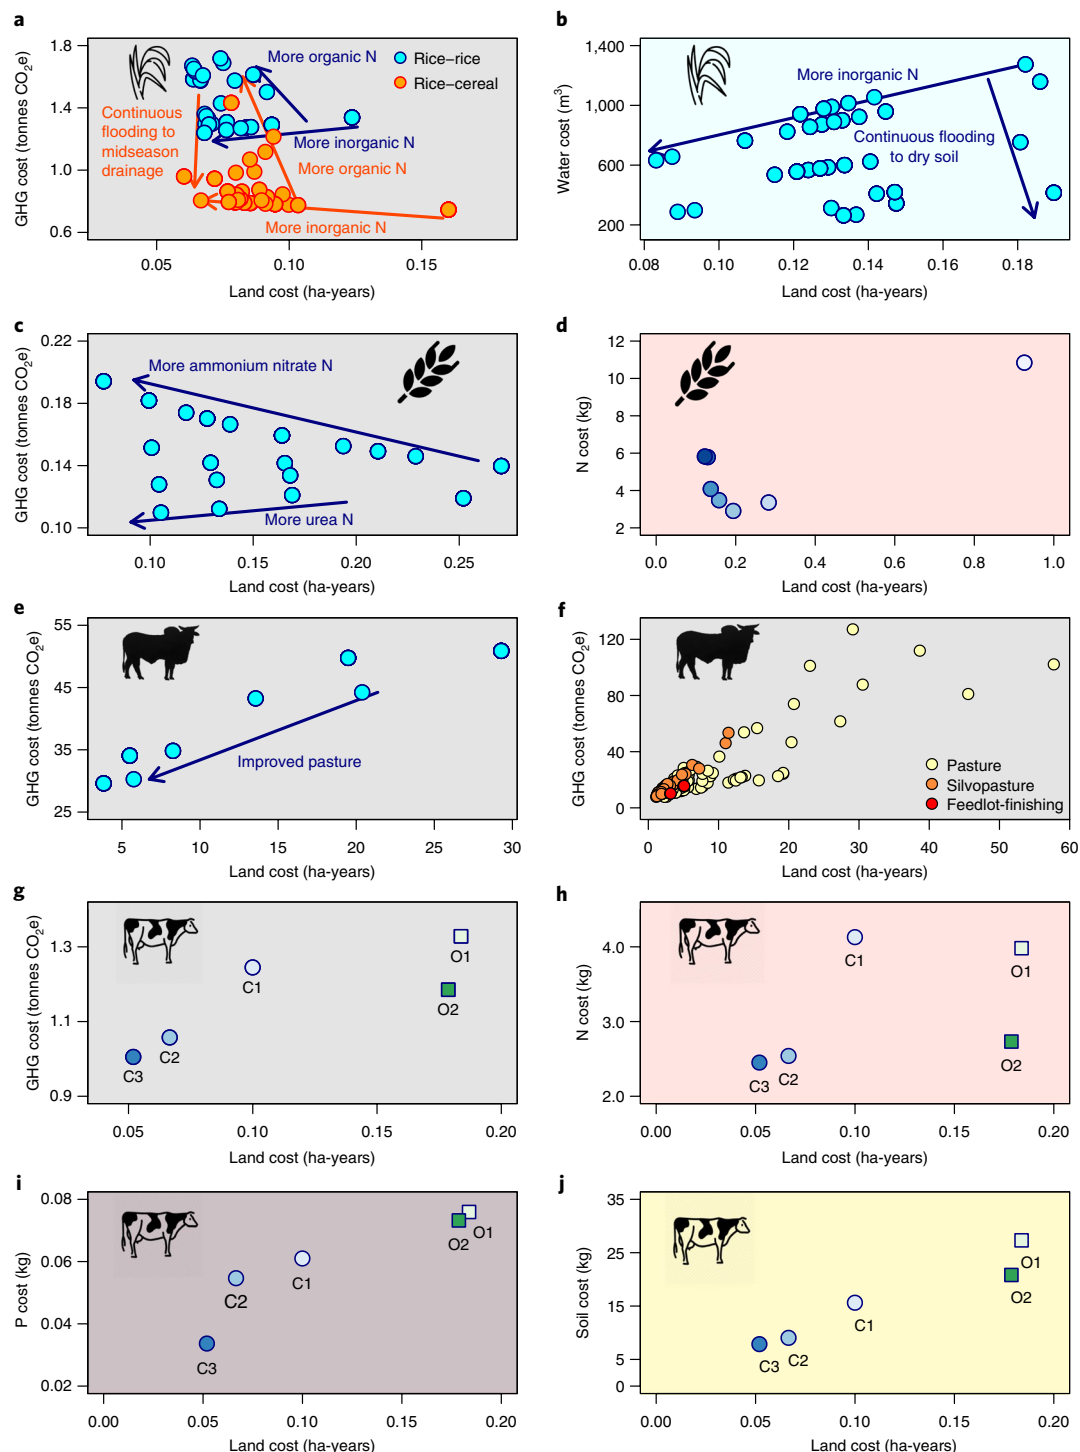 a
GHG cost (tonnes CO₂e)
1.8
1.4
1.0
0.6
More organic N
Rice–rice
Rice–cereal
Continuous
flooding to
midseason
drainage
More inorganic N
More organic N
More inorganic N
0.05
0.10
0.15
Land cost (ha-years)
b
Water cost (m³)
1,400
1,000
600
200
More inorganic N
Continuous flooding
to dry soil
0.08
0.10
0.12
0.14
0.16
0.18
Land cost (ha-years)
c
GHG cost (tonnes CO₂e)
0.22
0.18
0.14
0.10
More ammonium nitrate N
More urea N
0.10
0.15
0.20
0.25
Land cost (ha-years)
d
N cost (kg)
12
10
8
6
4
2
0.0
0.2
0.4
0.6
0.8
1.0
Land cost (ha-years)
e
GHG cost (tonnes CO₂e)
55
45
35
25
Improved pasture
5
10
15
20
25
30
Land cost (ha-years)
f
GHG cost (tonnes CO₂e)
120
80
40
0
Pasture
Silvopasture
Feedlot-finishing
0
10
20
30
40
50
60
Land cost (ha-years)
g
GHG cost (tonnes CO₂e)
1.3
1.1
0.9
O1
C1
O2
C2
C3
0.05
0.10
0.15
0.20
Land cost (ha-years)
h
N cost (kg)
4.0
3.0
2.0
C1
O1
O2
C3
C2
0.00
0.05
0.10
0.15
0.20
Land cost (ha-years)
i
P cost (kg)
0.08
0.06
0.04
0.02
O1
O2
C1
C2
C3
0.00
0.05
0.10
0.15
0.20
Land cost (ha-years)
j
Soil cost (kg)
35
25
15
5
0
O1
O2
C1
C2
C3
0.00
0.05
0.10
0.15
0.20
Land cost (ha-years)